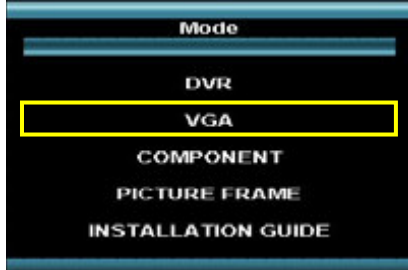 Mode
DVR
VGA
COMPONENT
PICTURE FRAME
INSTALLATION GUIDE